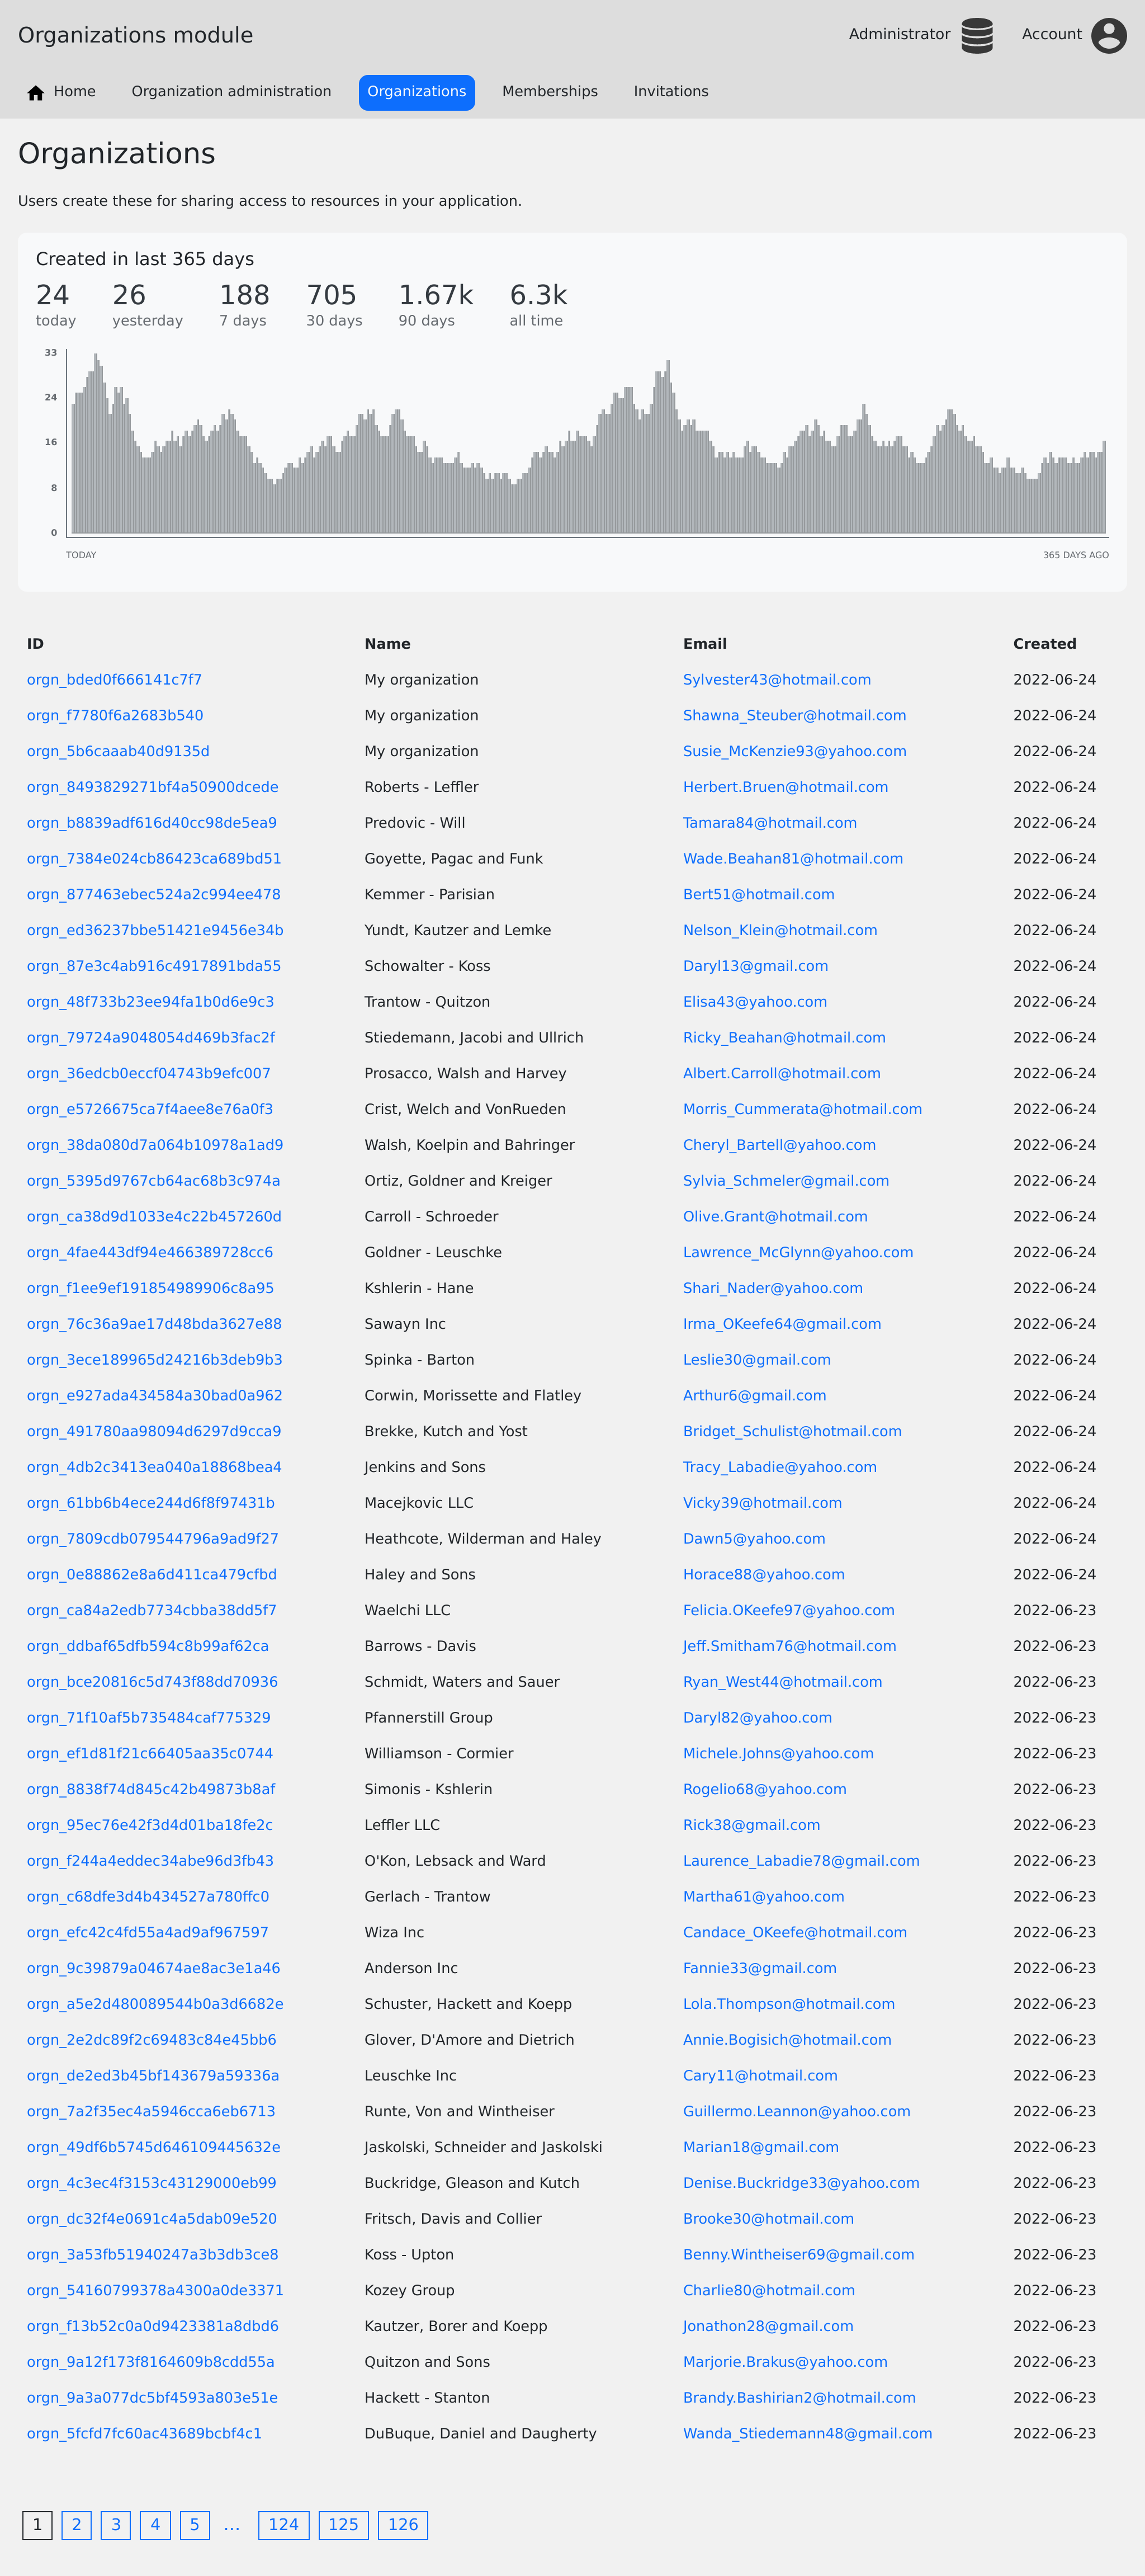 Organizations module
Administrator Account
Home Organization administration Organizations Memberships Invitations
Organizations
Users create these for sharing access to resources in your application.
Created in last 365 days
24 26 188 705 1.67k 6.3k
today yesterday 7 days 30 days 90 days all time
33
24
16
8
0
TODAY 365 DAYS AGO
ID Name Email Created
orgn_bded0f666141c7f7 My organization Sylvester43@hotmail.com 2022-06-24
orgn_f7780f6a2683b540 My organization Shawna_Steuber@hotmail.com 2022-06-24
orgn_5b6caaab40d9135d My organization Susie_McKenzie93@yahoo.com 2022-06-24
orgn_8493829271bf4a50900dcede Roberts - Leffler Herbert.Bruen@hotmail.com 2022-06-24
orgn_b8839adf616d40cc98de5ea9 Predovic - Will Tamara84@hotmail.com 2022-06-24
orgn_7384e024cb86423ca689bd51 Goyette, Pagac and Funk Wade.Beahan81@hotmail.com 2022-06-24
orgn_877463ebec524a2c994ee478 Kemmer - Parisian Bert51@hotmail.com 2022-06-24
orgn_ed36237bbe51421e9456e34b Yundt, Kautzer and Lemke Nelson_Klein@hotmail.com 2022-06-24
orgn_87e3c4ab916c4917891bda55 Schowalter - Koss Daryl13@gmail.com 2022-06-24
orgn_48f733b23ee94fa1b0d6e9c3 Trantow - Quitzon Elisa43@yahoo.com 2022-06-24
orgn_79724a9048054d469b3fac2f Stiedemann, Jacobi and Ullrich Ricky_Beahan@hotmail.com 2022-06-24
orgn_36edcb0eccf04743b9efc007 Prosacco, Walsh and Harvey Albert.Carroll@hotmail.com 2022-06-24
orgn_e5726675ca7f4aee8e76a0f3 Crist, Welch and VonRueden Morris_Cummerata@hotmail.com 2022-06-24
orgn_38da080d7a064b10978a1ad9 Walsh, Koelpin and Bahringer Cheryl_Bartell@yahoo.com 2022-06-24
orgn_5395d9767cb64ac68b3c974a Ortiz, Goldner and Kreiger Sylvia_Schmeler@gmail.com 2022-06-24
orgn_ca38d9d1033e4c22b457260d Carroll - Schroeder Olive.Grant@hotmail.com 2022-06-24
orgn_4fae443df94e466389728cc6 Goldner - Leuschke Lawrence_McGlynn@yahoo.com 2022-06-24
orgn_f1ee9ef191854989906c8a95 Kshlerin - Hane Shari_Nader@yahoo.com 2022-06-24
orgn_76c36a9ae17d48bda3627e88 Sawayn Inc Irma_OKeefe64@gmail.com 2022-06-24
orgn_3ece189965d24216b3deb9b3 Spinka - Barton Leslie30@gmail.com 2022-06-24
orgn_e927ada434584a30bad0a962 Corwin, Morissette and Flatley Arthur6@gmail.com 2022-06-24
orgn_491780aa98094d6297d9cca9 Brekke, Kutch and Yost Bridget_Schulist@hotmail.com 2022-06-24
orgn_4db2c3413ea040a18868bea4 Jenkins and Sons Tracy_Labadie@yahoo.com 2022-06-24
orgn_61bb6b4ece244d6f8f97431b Macejkovic LLC Vicky39@hotmail.com 2022-06-24
orgn_7809cdb079544796a9ad9f27 Heathcote, Wilderman and Haley Dawn5@yahoo.com 2022-06-24
orgn_0e88862e8a6d411ca479cfbd Haley and Sons Horace88@yahoo.com 2022-06-24
orgn_ca84a2edb7734cbba38dd5f7 Waelchi LLC Felicia.OKeefe97@yahoo.com 2022-06-23
orgn_ddbaf65dfb594c8b99af62ca Barrows - Davis Jeff.Smitham76@hotmail.com 2022-06-23
orgn_bce20816c5d743f88dd70936 Schmidt, Waters and Sauer Ryan_West44@hotmail.com 2022-06-23
orgn_71f10af5b735484caf775329 Pfannerstill Group Daryl82@yahoo.com 2022-06-23
orgn_ef1d81f21c66405aa35c0744 Williamson - Cormier Michele.Johns@yahoo.com 2022-06-23
orgn_8838f74d845c42b49873b8af Simonis - Kshlerin Rogelio68@yahoo.com 2022-06-23
orgn_95ec76e42f3d4d01ba18fe2c Leffler LLC Rick38@gmail.com 2022-06-23
orgn_f244a4eddec34abe96d3fb43 O'Kon, Lebsack and Ward Laurence_Labadie78@gmail.com 2022-06-23
orgn_c68dfe3d4b434527a780ffc0 Gerlach - Trantow Martha61@yahoo.com 2022-06-23
orgn_efc42c4fd55a4ad9af967597 Wiza Inc Candace_OKeefe@hotmail.com 2022-06-23
orgn_9c39879a04674ae8ac3e1a46 Anderson Inc Fannie33@gmail.com 2022-06-23
orgn_a5e2d480089544b0a3d6682e Schuster, Hackett and Koepp Lola.Thompson@hotmail.com 2022-06-23
orgn_2e2dc89f2c69483c84e45bb6 Glover, D'Amore and Dietrich Annie.Bogisich@hotmail.com 2022-06-23
orgn_de2ed3b45bf143679a59336a Leuschke Inc Cary11@hotmail.com 2022-06-23
orgn_7a2f35ec4a5946cca6eb6713 Runte, Von and Wintheiser Guillermo.Leannon@yahoo.com 2022-06-23
orgn_49df6b5745d646109445632e Jaskolski, Schneider and Jaskolski Marian18@gmail.com 2022-06-23
orgn_4c3ec4f3153c43129000eb99 Buckridge, Gleason and Kutch Denise.Buckridge33@yahoo.com 2022-06-23
orgn_dc32f4e0691c4a5dab09e520 Fritsch, Davis and Collier Brooke30@hotmail.com 2022-06-23
orgn_3a53fb51940247a3b3db3ce8 Koss - Upton Benny.Wintheiser69@gmail.com 2022-06-23
orgn_54160799378a4300a0de3371 Kozey Group Charlie80@hotmail.com 2022-06-23
orgn_f13b52c0a0d9423381a8dbd6 Kautzer, Borer and Koepp Jonathon28@gmail.com 2022-06-23
orgn_9a12f173f8164609b8cdd55a Quitzon and Sons Marjorie.Brakus@yahoo.com 2022-06-23
orgn_9a3a077dc5bf4593a803e51e Hackett - Stanton Brandy.Bashirian2@hotmail.com 2022-06-23
orgn_5fcfd7fc60ac43689bcbf4c1 DuBuque, Daniel and Daugherty Wanda_Stiedemann48@gmail.com 2022-06-23
1 2 3 4 5 … 124 125 126